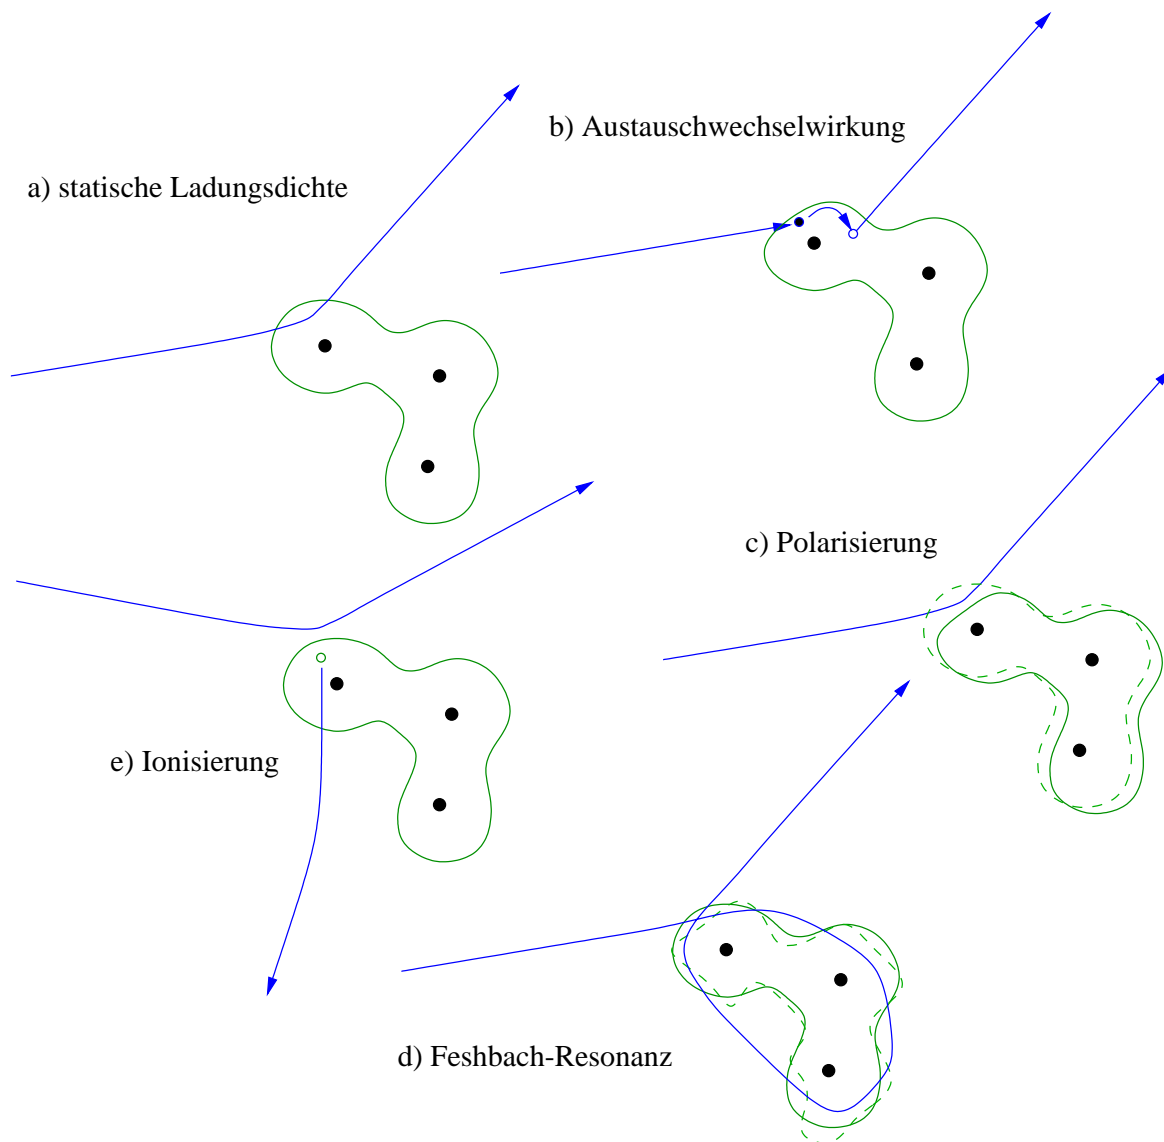 a) statische Ladungsdichte
b) Austauschwechselwirkung
c) Polarisierung
e) Ionisierung
d) Feshbach-Resonanz